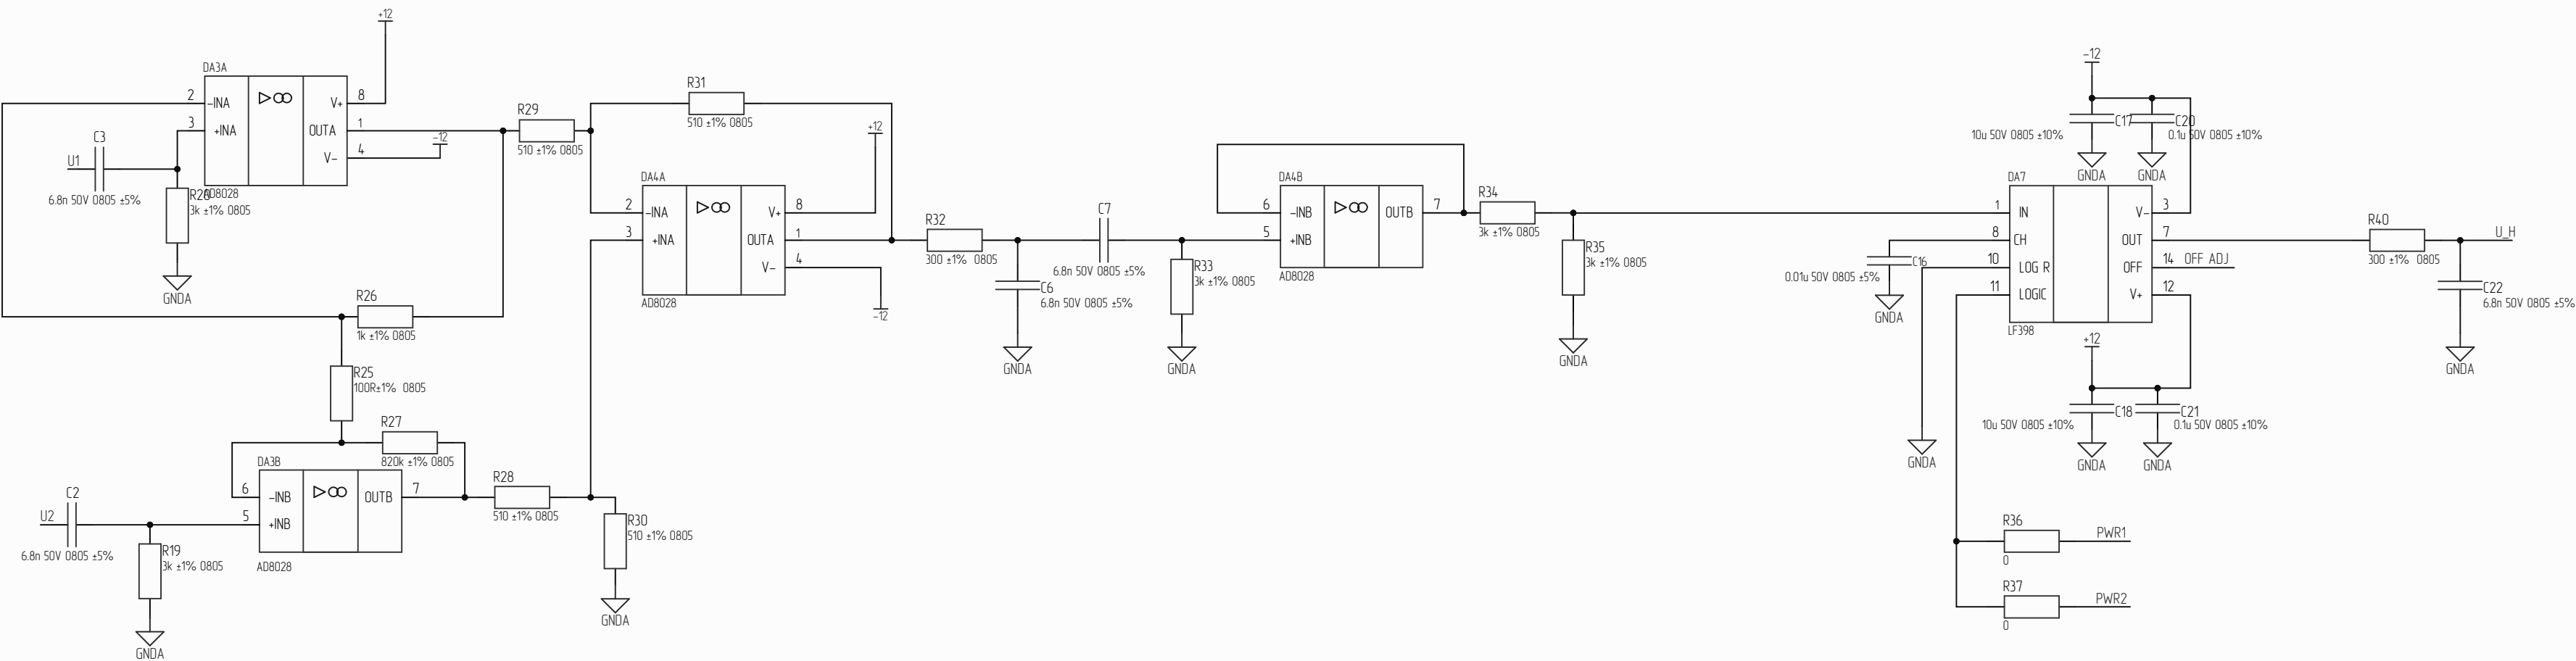 +12
DA3A
2
-INA
V+
8
3
+INA
OUTA
1
V-
4
-12
C3
U1
6.8n 50V 0805 ±5%
AD8028
3k ±1% 0805
GNDA
R29
510 ±1% 0805
R31
510 ±1% 0805
+12
R26
1k ±1% 0805
R25
100R±1% 0805
R27
820k ±1% 0805
DA3B
6
-INB
OUTB
7
5
+INB
AD8028
C2
U2
6.8n 50V 0805 ±5%
R19
3k ±1% 0805
GNDA
R28
510 ±1% 0805
R30
510 ±1% 0805
GNDA
DA4A
2
-INA
V+
8
3
+INA
OUTA
1
V-
4
AD8028
-12
R32
300 ±1% 0805
C6
6.8n 50V 0805 ±5%
GNDA
C7
6.8n 50V 0805 ±5%
R33
3k ±1% 0805
GNDA
DA4B
6
-INB
OUTB
7
5
+INB
AD8028
R34
3k ±1% 0805
R35
3k ±1% 0805
GNDA
-12
C17
10u 50V 0805 ±10%
GNDA
C20
0.1u 50V 0805 ±10%
GNDA
DA7
1
IN
V-
3
8
CH
OUT
7
10
LOG R
OFF
14
OFF ADJ
11
LOGIC
V+
12
LF398
C16
0.01u 50V 0805 ±5%
GNDA
GNDA
+12
C18
10u 50V 0805 ±10%
GNDA
C21
0.1u 50V 0805 ±10%
GNDA
R36
0
PWR1
R37
0
PWR2
R40
300 ±1% 0805
U_H
C22
6.8n 50V 0805 ±5%
GNDA